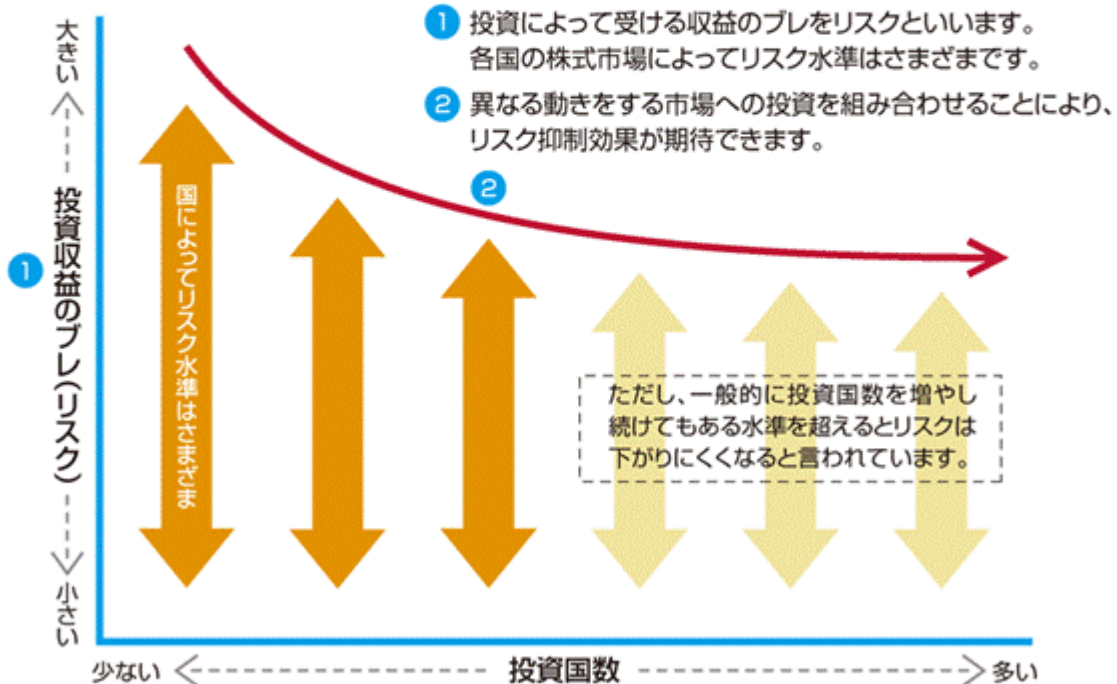 ① 投資によって受ける収益のブレをリスクといいます。
各国の株式市場によってリスク水準はさまざまです。
② 異なる動きをする市場への投資を組み合わせることにより、
リスク抑制効果が期待できます。
大きい
① 投資収益のブレ(リスク)
小さい
国によってリスク水準はさまざま
②
ただし、一般的に投資国数を増やし
続けてもある水準を超えるとリスクは
下がりにくくなると言われています。
少ない 投資国数 多い